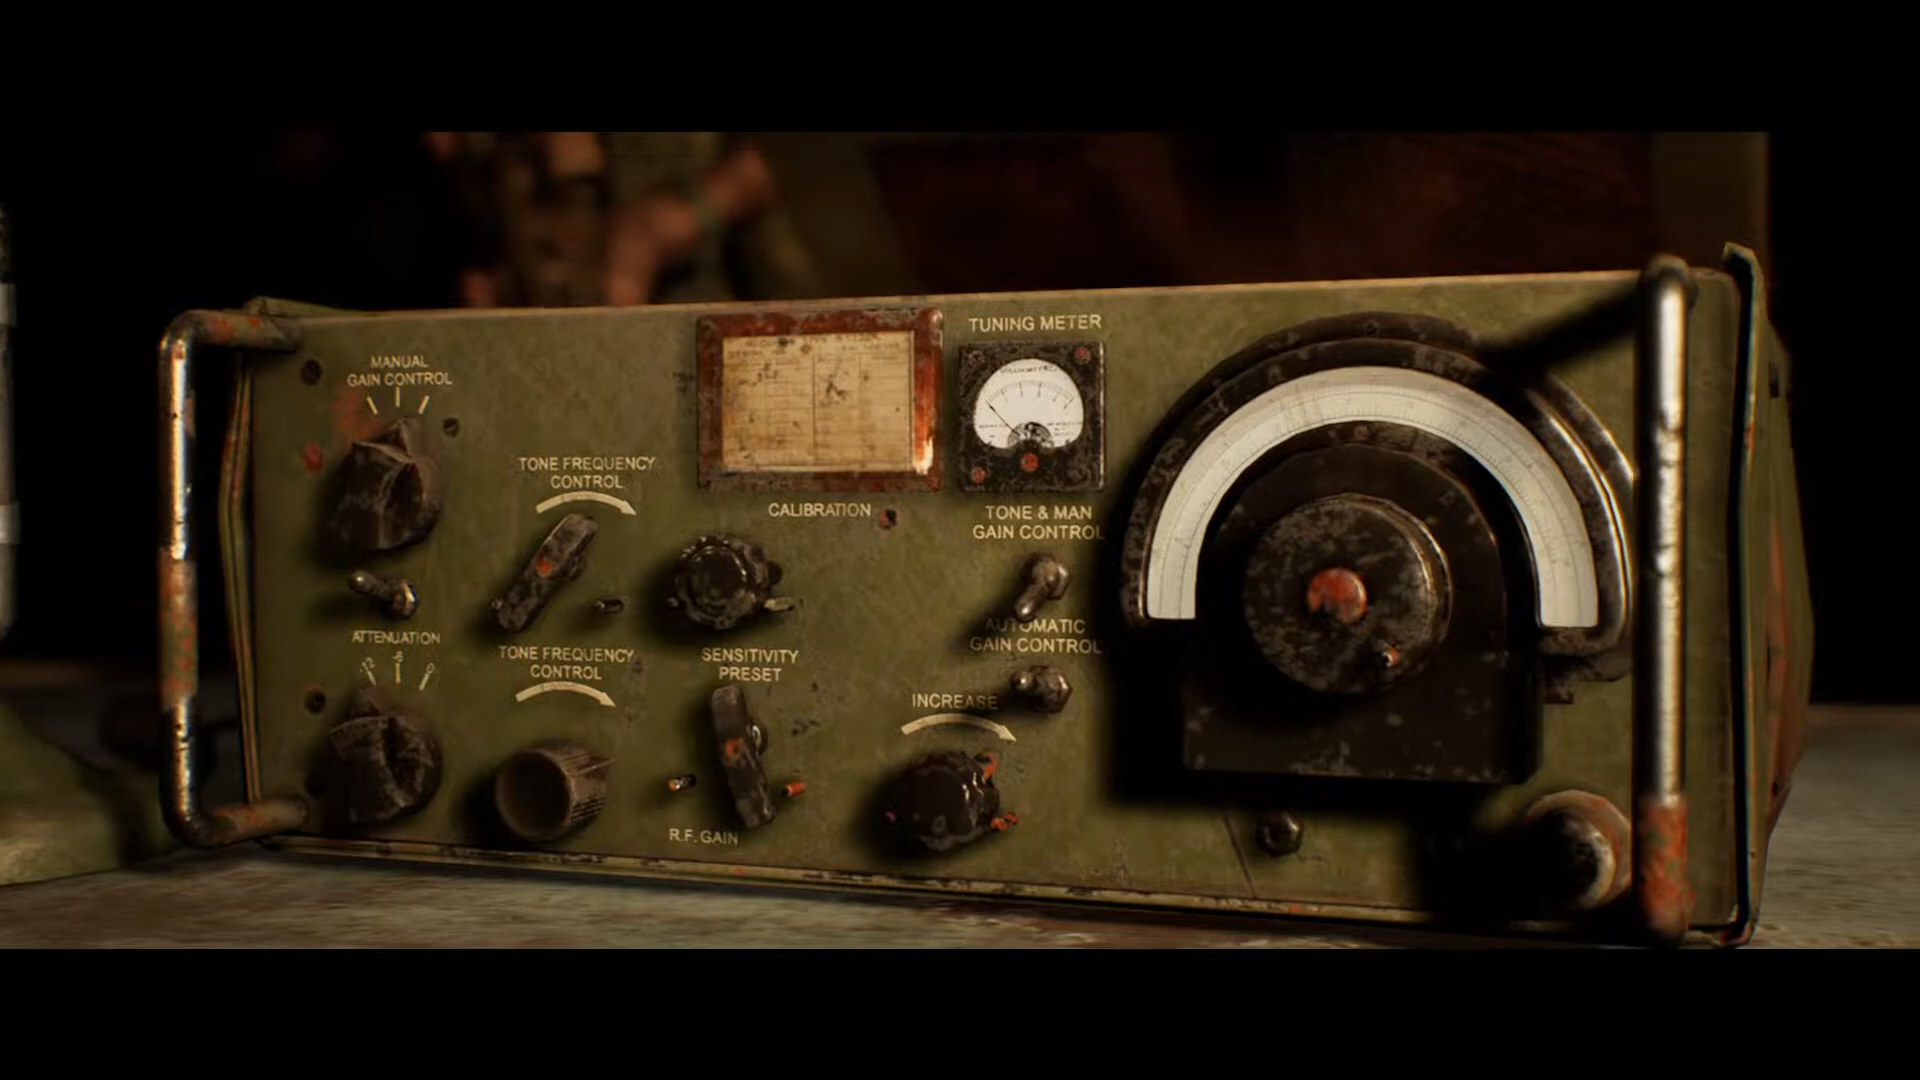 MANUAL
GAIN CONTROL
TONE FREQUENCY
CONTROL
TUNING METER
CALIBRATION
TONE & MAN
GAIN CONTROL
ATTENUATION
TONE FREQUENCY
CONTROL
SENSITIVITY
PRESET
AUTOMATIC
GAIN CONTROL
INCREASE
R.F. GAIN